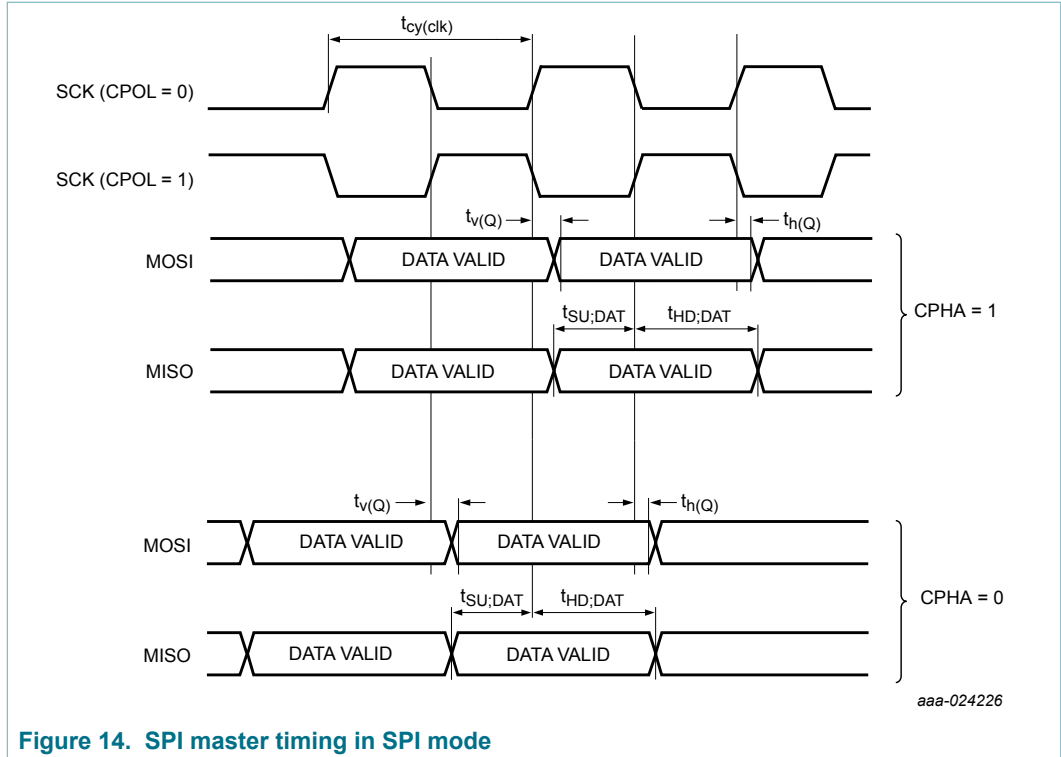 tcy(clk)
SCK (CPOL = 0)
SCK (CPOL = 1)
tv(Q)
th(Q)
MOSI
DATA VALID
DATA VALID
tSU;DAT
tHD;DAT
CPHA = 1
MISO
DATA VALID
DATA VALID
tv(Q)
th(Q)
MOSI
DATA VALID
DATA VALID
tSU;DAT
tHD;DAT
CPHA = 0
MISO
DATA VALID
DATA VALID
aaa-024226
Figure 14. SPI master timing in SPI mode